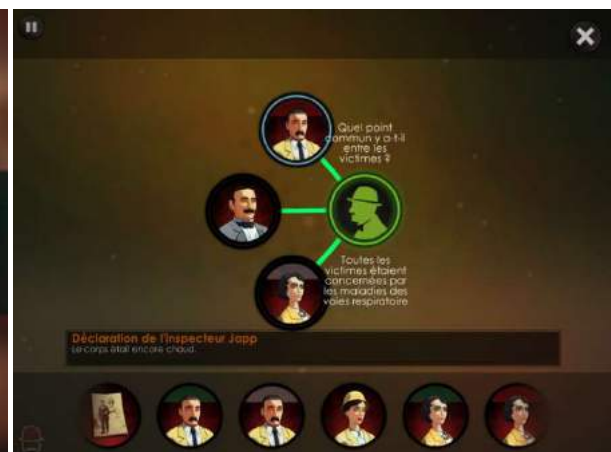 Quel point
commun y a-t-il
entre les
victimes ?
Toutes les
victimes étaient
concernées par
les maladies des
voies respiratoire
Déclaration de l'inspecteur Japp
Le corps était encore chaud.